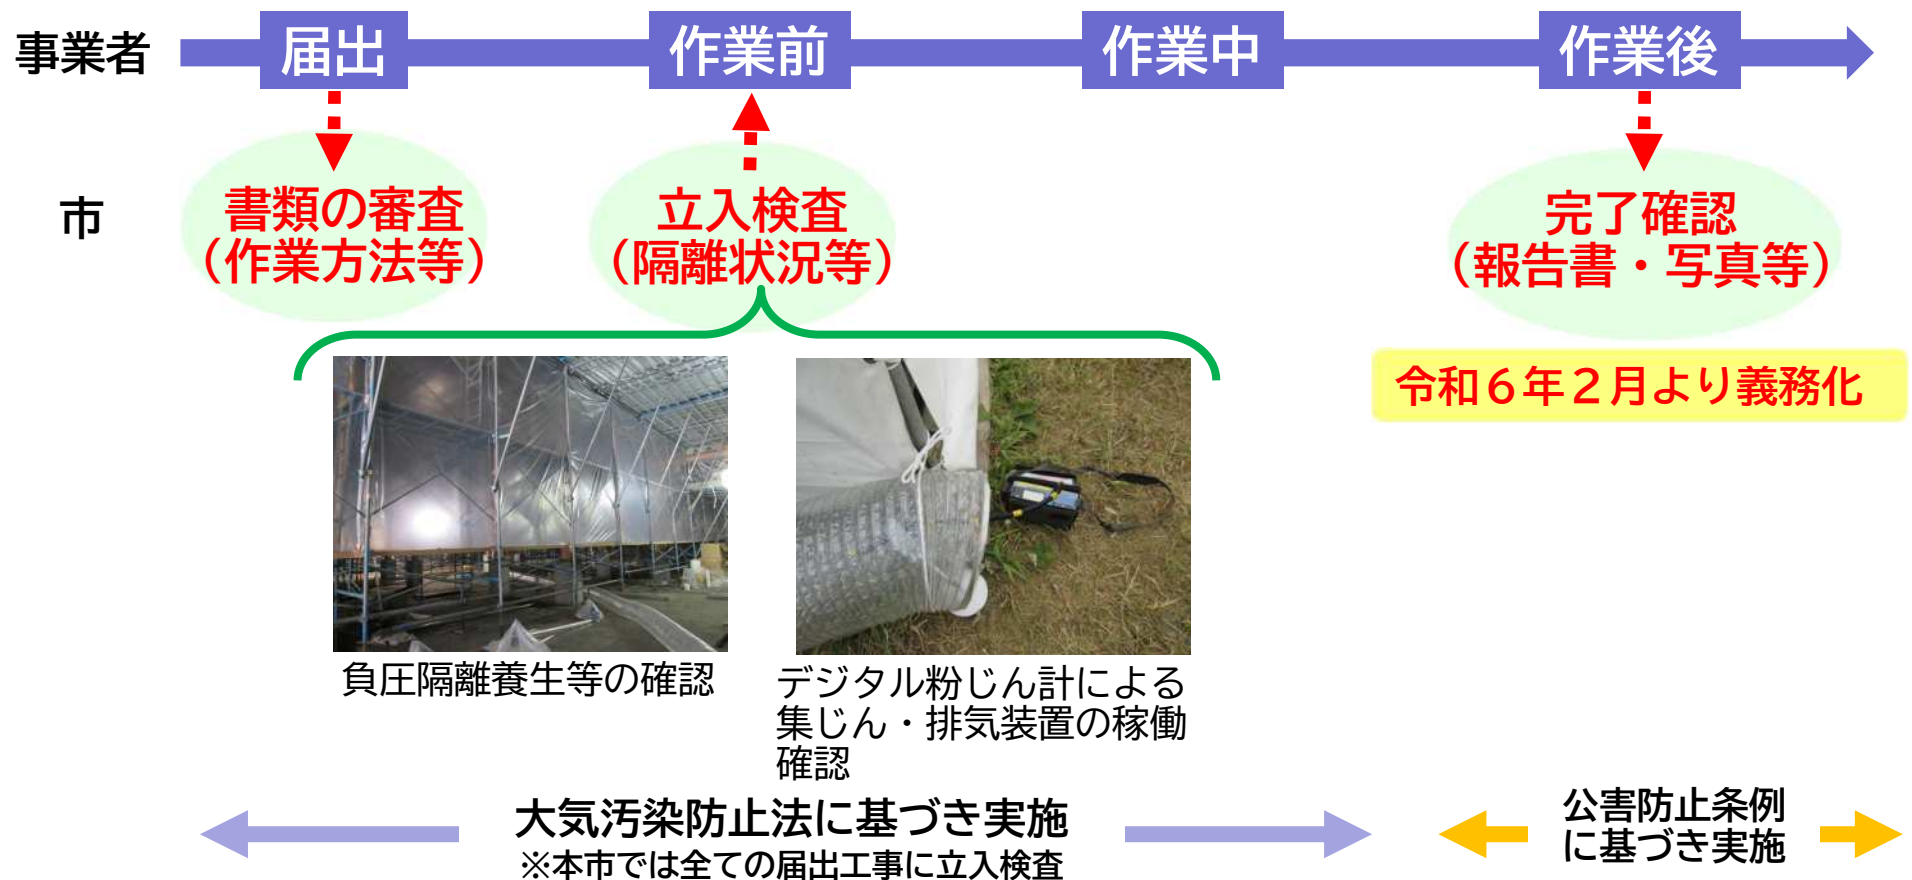 事業者
届出
作業前
作業中
作業後
市
書類の審査
（作業方法等）
立入検査
（隔離状況等）
完了確認
（報告書・写真等）
令和６年２月より義務化
負圧隔離養生等の確認
デジタル粉じん計による
集じん・排気装置の稼働
確認
大気汚染防止法に基づき実施
※本市では全ての届出工事に立入検査
公害防止条例
に基づき実施